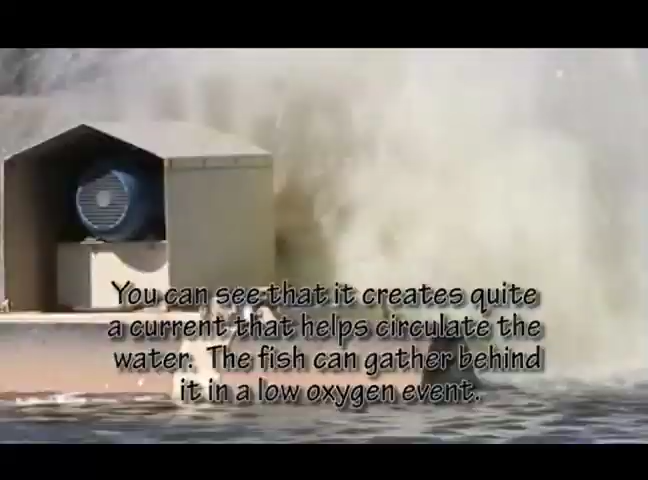 You can see that it creates quite
a current that helps circulate the
water. The fish can gather behind
it in a low oxygen event.